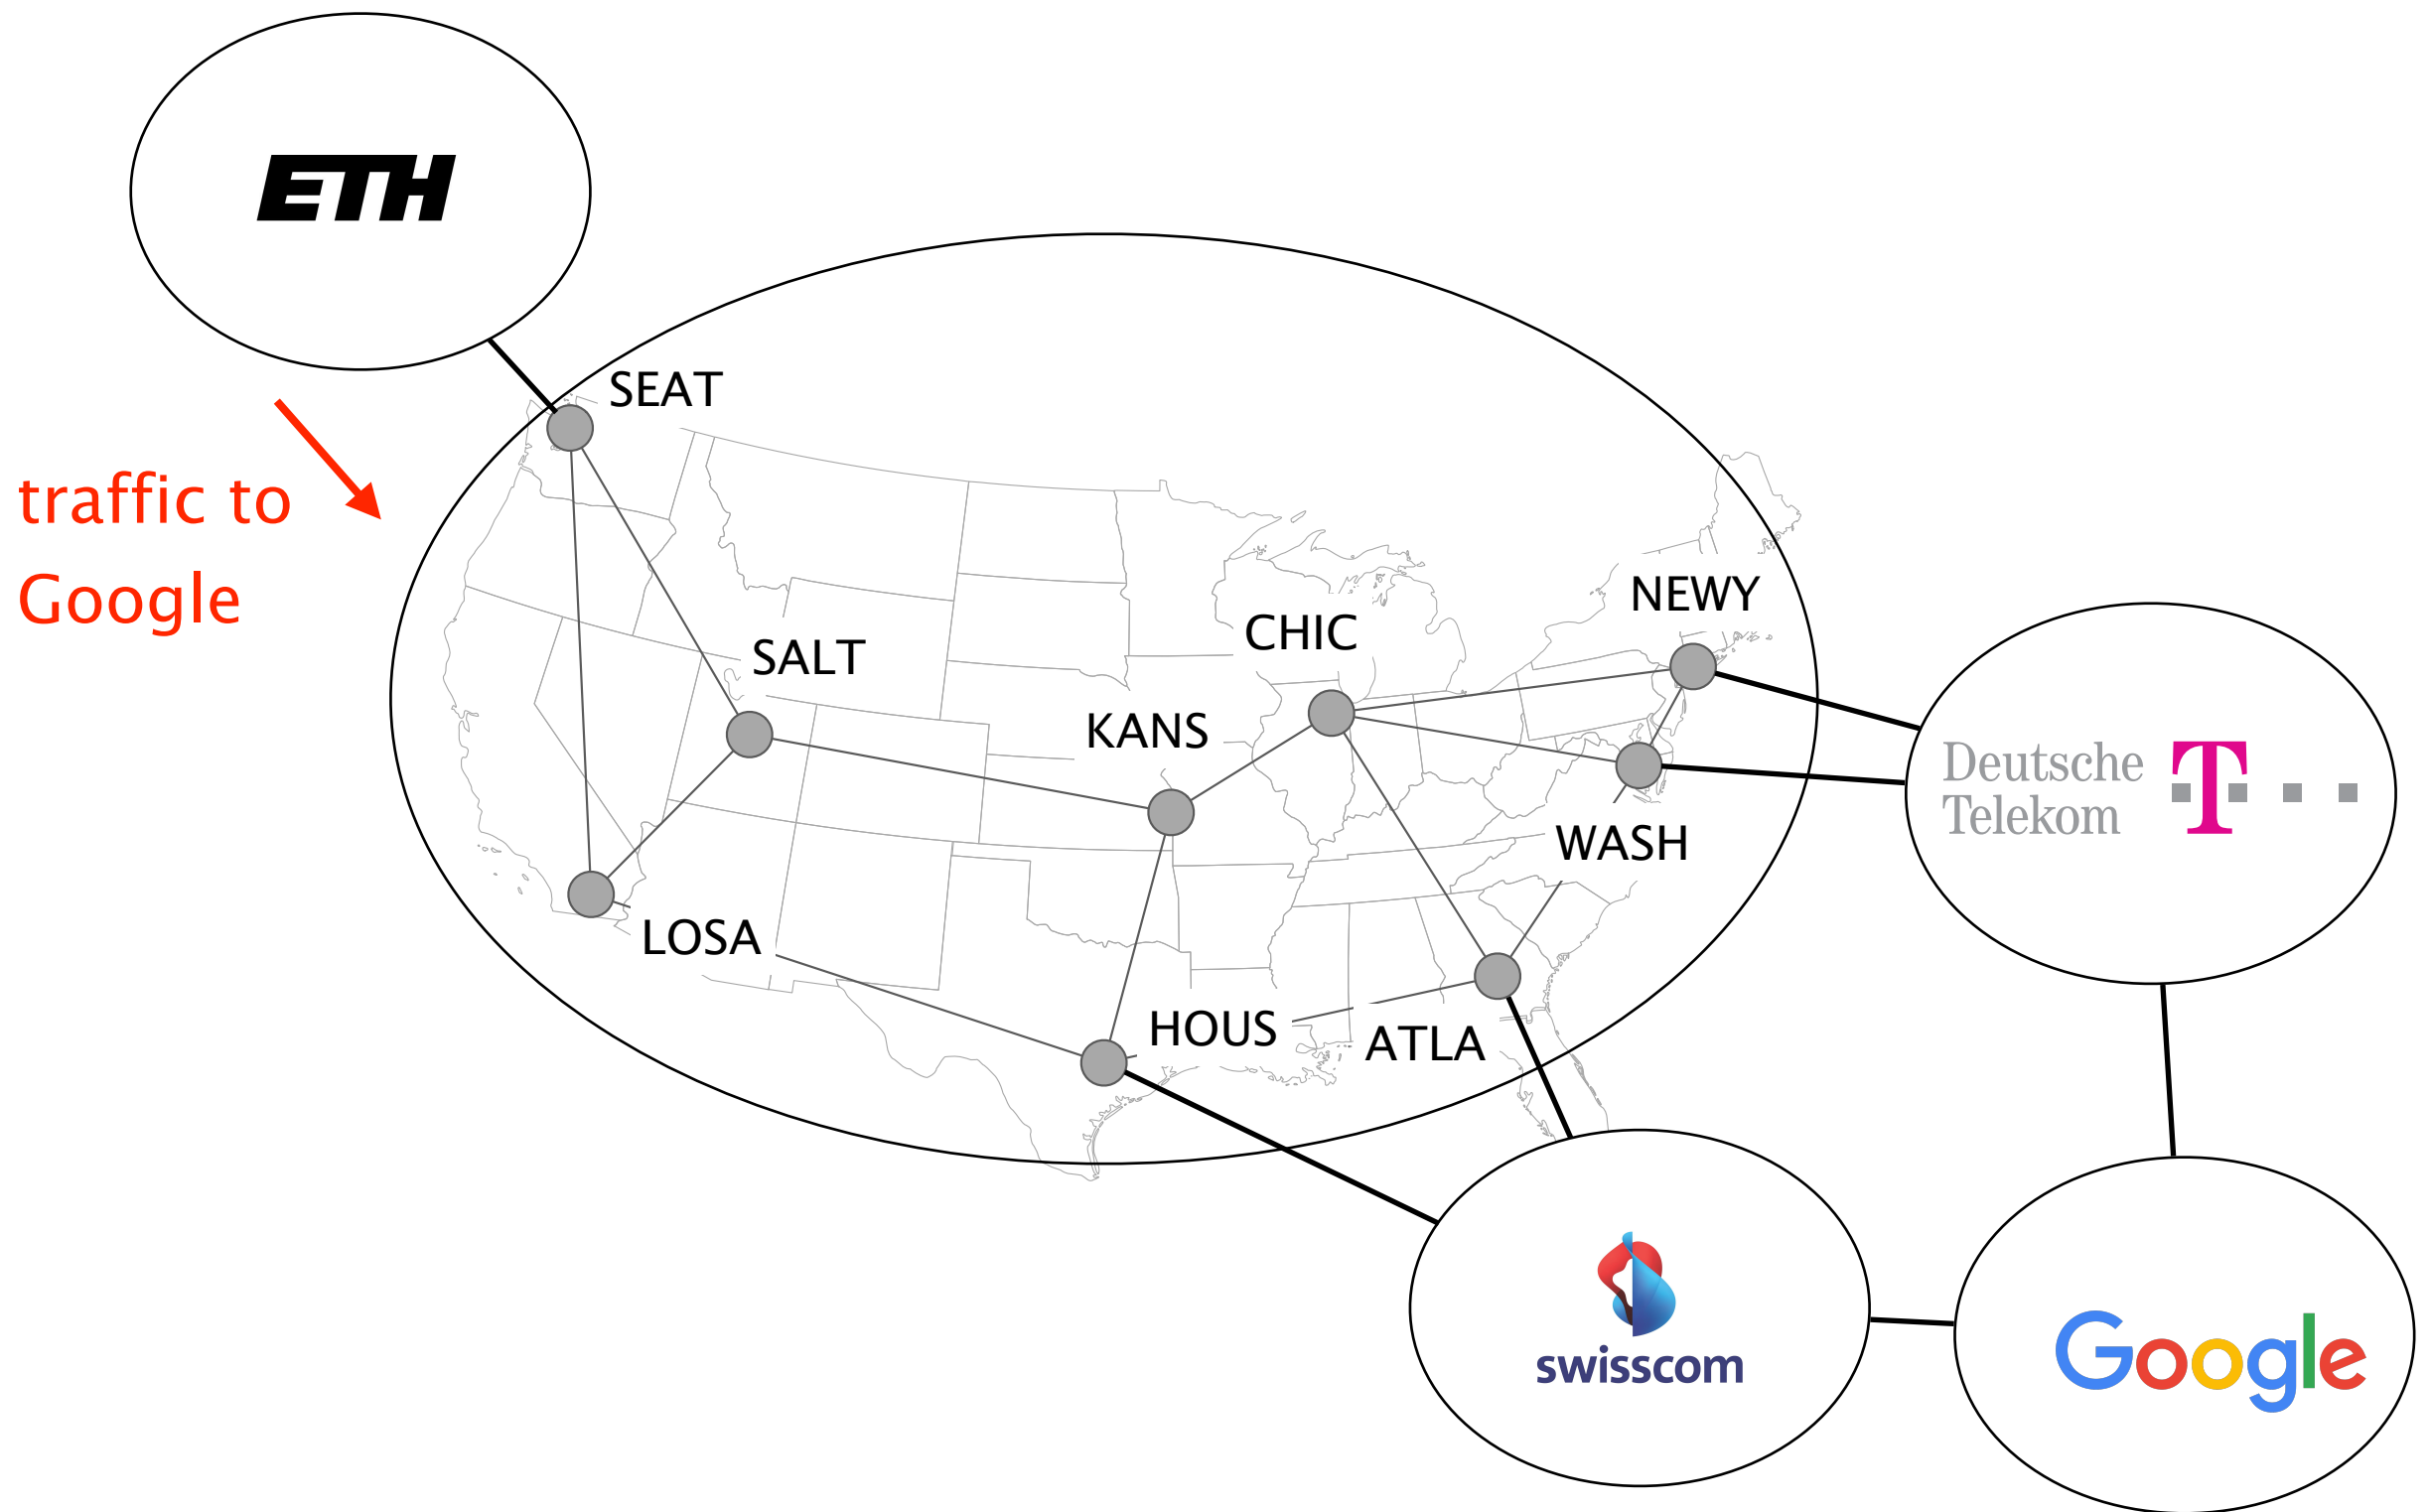 ETH
SEAT
traffic to
Google
NEWY
SALT
CHIC
KANS
Deutsche
Telekom
T
WASH
LOSA
HOUS
ATLA
swisscom
Google